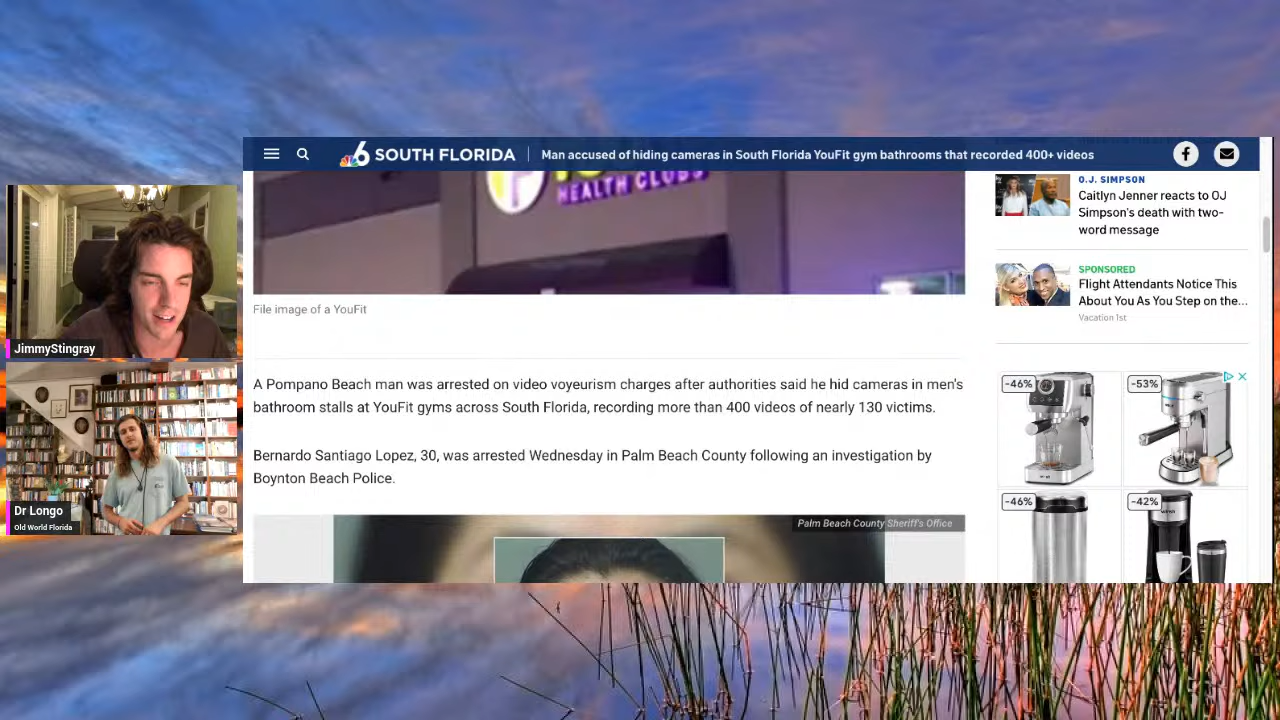 6 SOUTH FLORIDA
Man accused of hiding cameras in South Florida YouFit gym bathrooms that recorded 400+ videos
HEALTH CLUBS
File image of a YouFit
A Pompano Beach man was arrested on video voyeurism charges after authorities said he hid cameras in men's
bathroom stalls at YouFit gyms across South Florida, recording more than 400 videos of nearly 130 victims.
Bernardo Santiago Lopez, 30, was arrested Wednesday in Palm Beach County following an investigation by
Boynton Beach Police.
Palm Beach County Sheriff's Office
O.J. SIMPSON
Caitlyn Jenner reacts to OJ
Simpson's death with two-
word message
SPONSORED
Flight Attendants Notice This
About You As You Step on the...
Vacation 1st
-46%
-53%
-46%
-42%
JimmyStingray
Dr Longo
Old World Florida